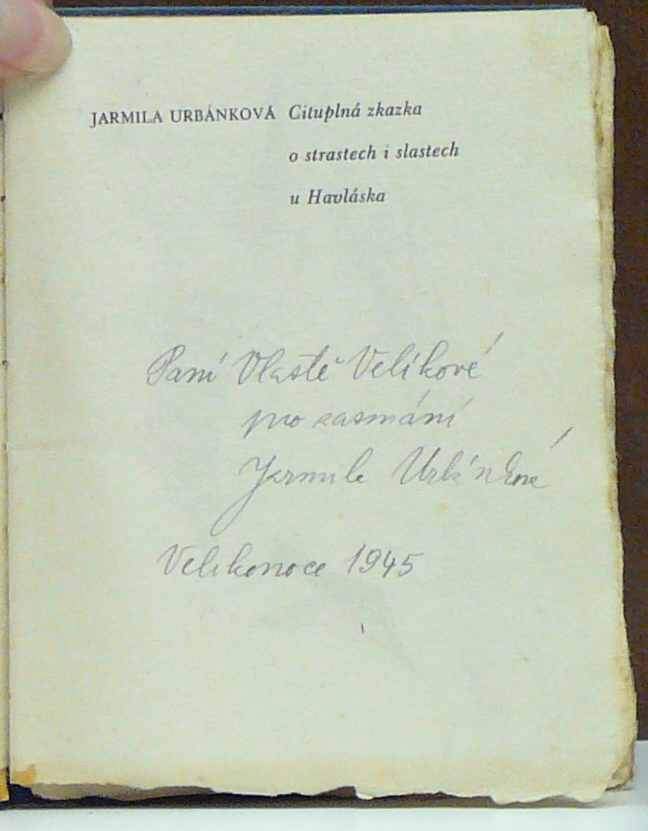 JARMILA URBÁNKOVÁ Cituplná zkazka
o strastech i slastech
u Havláska
Paní Vlastě Velíkové
pro zasmání
Jarmila Urbánková
Velikonoce 1945